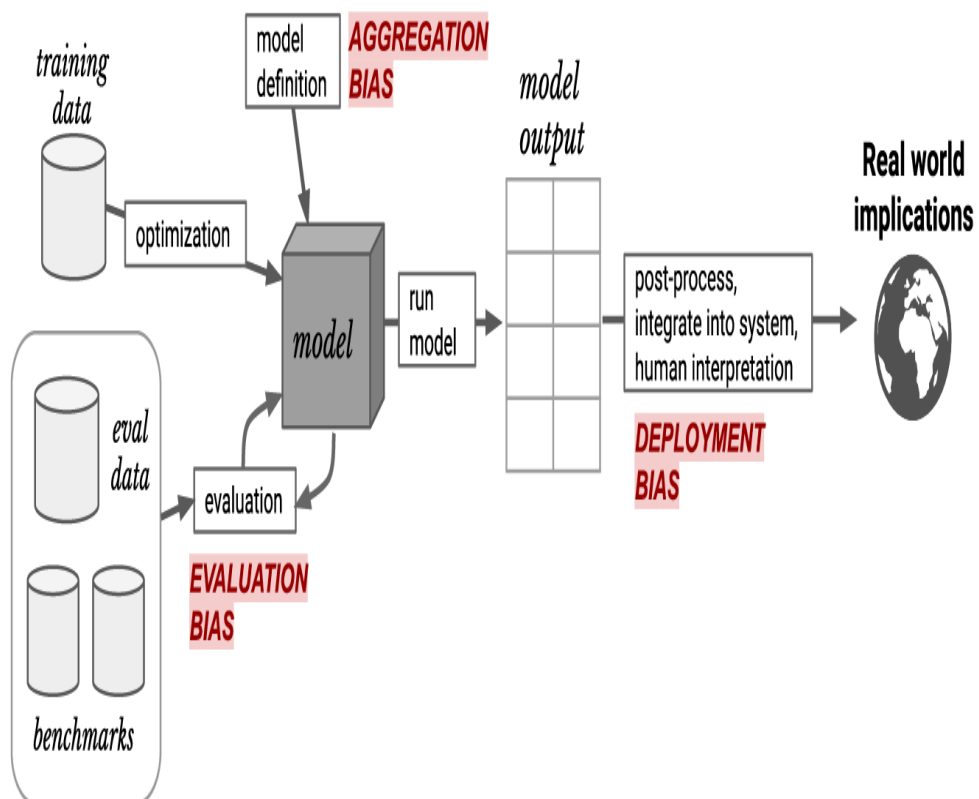 training
data
model
definition
AGGREGATION
BIAS
optimization
model
run
model
model
output
post-process,
integrate into system,
human interpretation
DEPLOYMENT
BIAS
Real world
implications
eval
data
benchmarks
evaluation
EVALUATION
BIAS